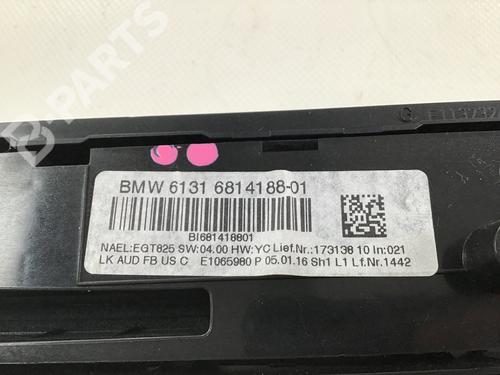 B-PARTS
BMW 6131 6814188-01
BI681418801
NAEL:EGT825 SW:04.00 HW:YC Lief.Nr.:173138 10 In:021
LK AUD FB US C E1065980 P 05.01.16 Sh1 L1 Lf.Nr.1442